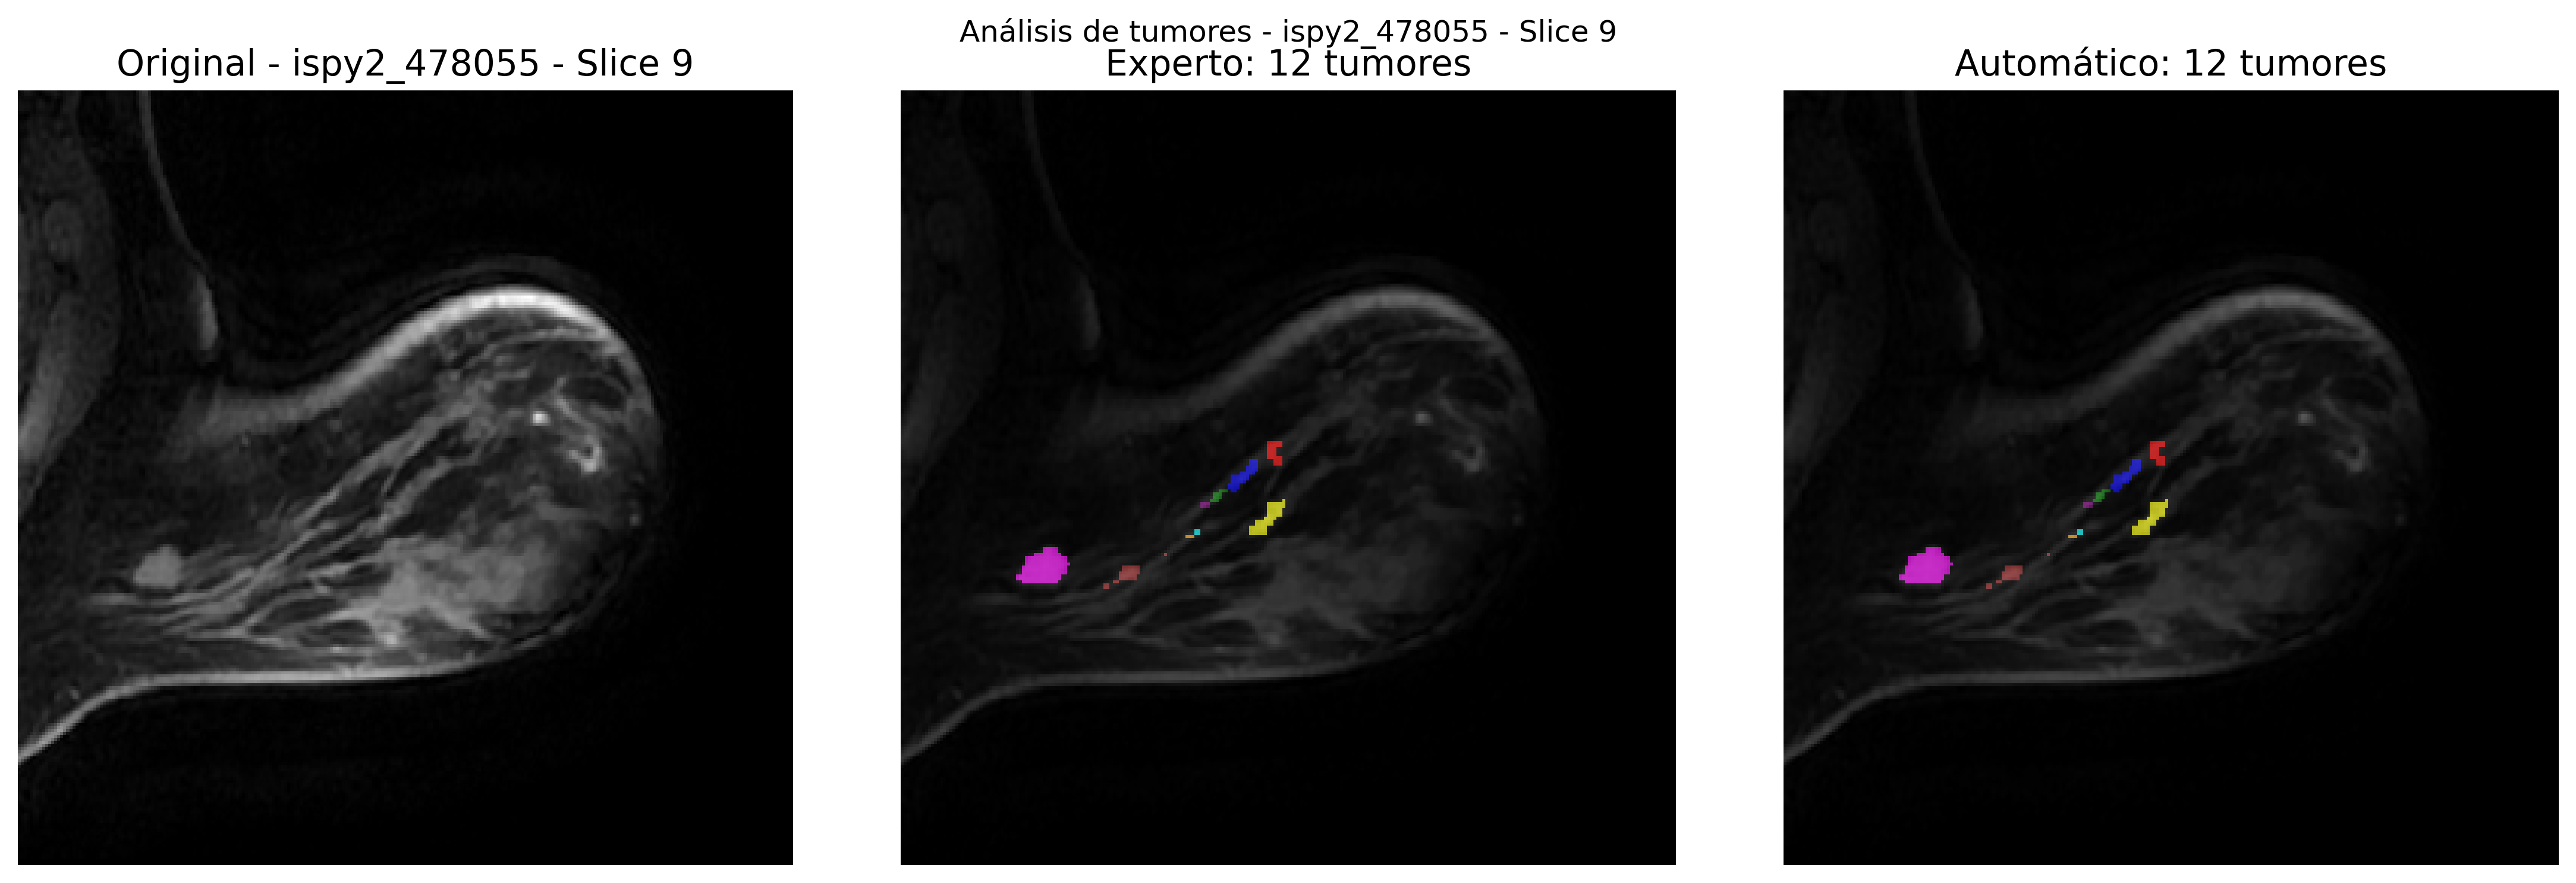 Análisis de tumores - ispy2_478055 - Slice 9
Original - ispy2_478055 - Slice 9
Experto: 12 tumores
Automático: 12 tumores